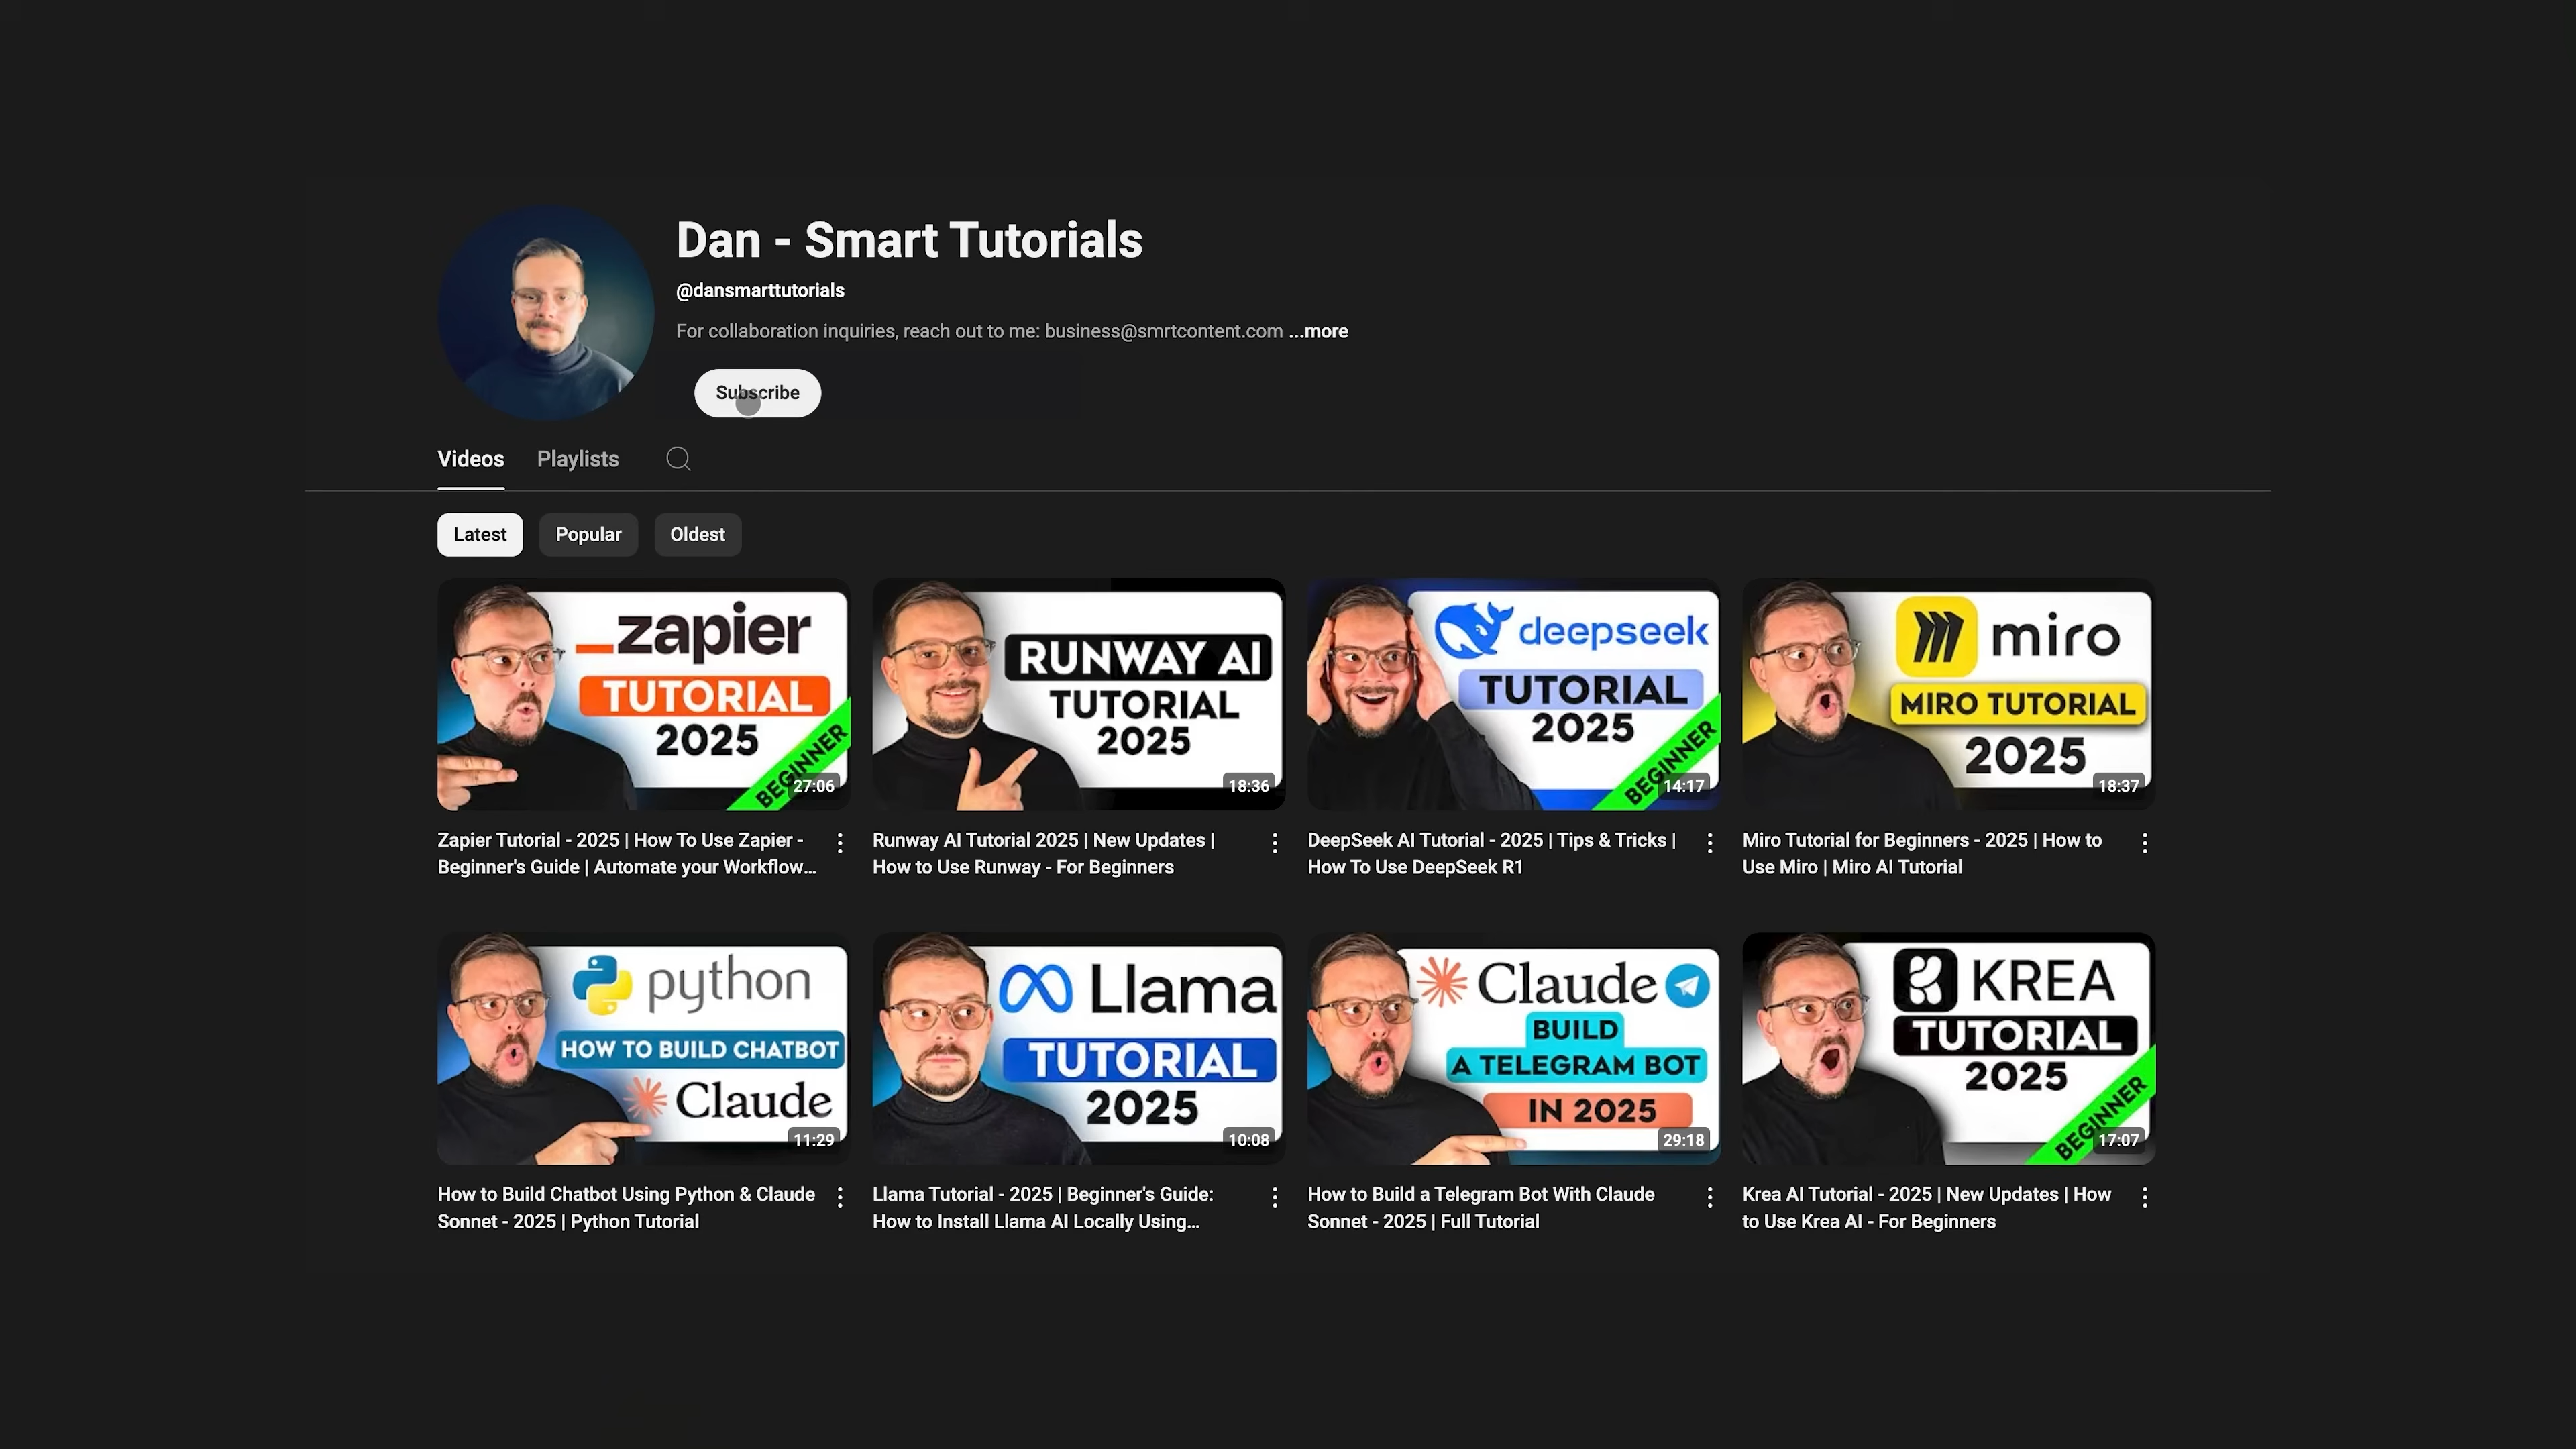 Dan - Smart Tutorials
@dansmarttutorials
For collaboration inquiries, reach out to me: business@smrtcontent.com ...more
Subscribe
Videos Playlists
Latest Popular Oldest
zapier
TUTORIAL
2025
BEGINNER
27:06
RUNWAY AI
TUTORIAL
2025
18:36
deepseek
TUTORIAL
2025
BEGINNER
14:17
miro
MIRO TUTORIAL
2025
18:37
Zapier Tutorial - 2025 | How To Use Zapier -
Beginner's Guide | Automate your Workflow...
Runway AI Tutorial 2025 | New Updates |
How to Use Runway - For Beginners
DeepSeek AI Tutorial - 2025 | Tips & Tricks |
How To Use DeepSeek R1
Miro Tutorial for Beginners - 2025 | How to
Use Miro | Miro AI Tutorial
python
HOW TO BUILD CHATBOT
Claude
11:29
Llama
TUTORIAL
2025
10:08
Claude
BUILD
A TELEGRAM BOT
IN 2025
29:18
KREA
TUTORIAL
2025
BEGINNER
17:07
How to Build Chatbot Using Python & Claude
Sonnet - 2025 | Python Tutorial
Llama Tutorial - 2025 | Beginner's Guide:
How to Install Llama AI Locally Using...
How to Build a Telegram Bot With Claude
Sonnet - 2025 | Full Tutorial
Krea AI Tutorial - 2025 | New Updates | How
to Use Krea AI - For Beginners